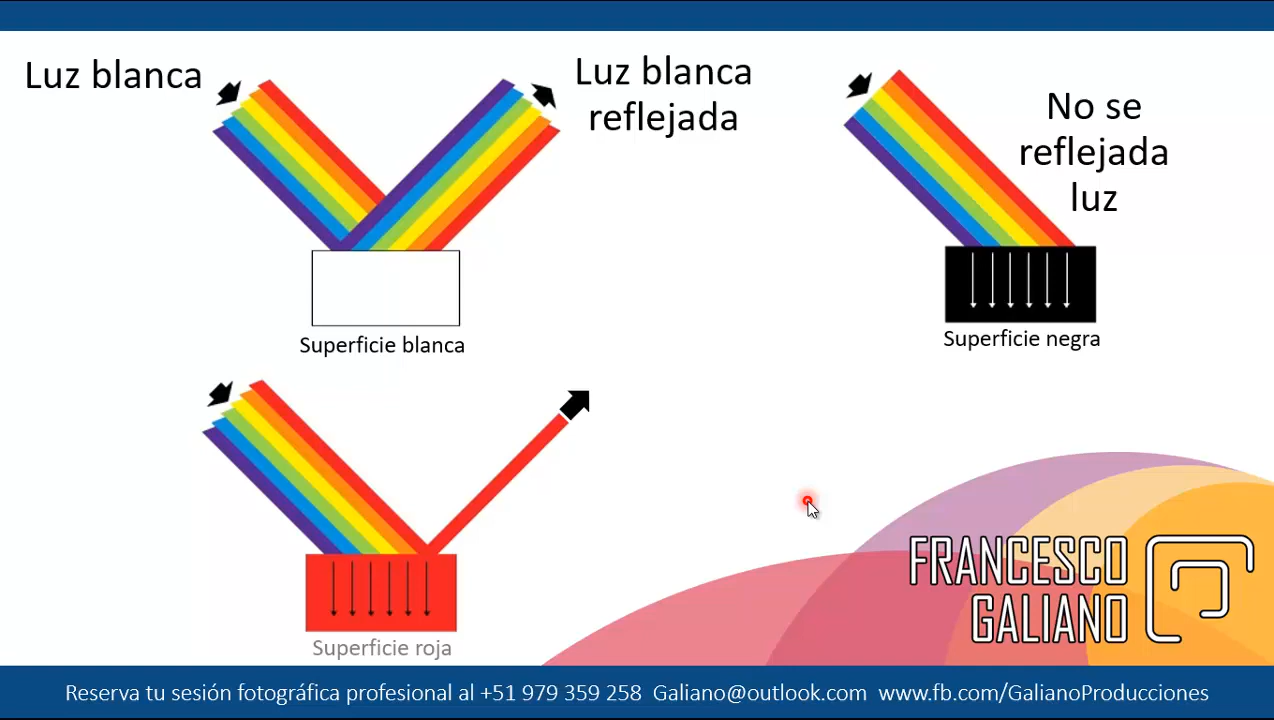 Luz blanca
Luz blanca
reflejada
No se
reflejada
luz
Superficie blanca
Superficie negra
Superficie roja
FRANCESCO
GALIANO
Reserva tu sesión fotográfica profesional al +51 979 359 258 Galiano@outlook.com www.fb.com/GalianoProducciones